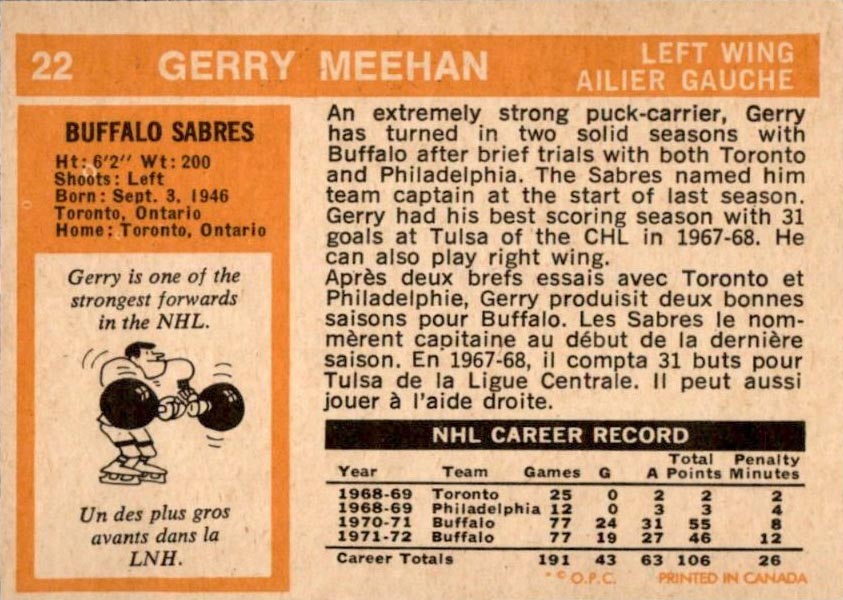 22 GERRY MEEHAN
LEFT WING
AILIER GAUCHE
BUFFALO SABRES
Ht: 6'2" Wt: 200
Shoots: Left
Born: Sept. 3, 1946
Toronto, Ontario
Home: Toronto, Ontario
Gerry is one of the
strongest forwards
in the NHL.
Un des plus gros
avants dans la
LNH.
An extremely strong puck-carrier, Gerry
has turned in two solid seasons with
Buffalo after brief trials with both Toronto
and Philadelphia. The Sabres named him
team captain at the start of last season.
Gerry had his best scoring season with 31
goals at Tulsa of the CHL in 1967-68. He
can also play right wing.
Après deux brefs essais avec Toronto et
Philadelphie, Gerry produisit deux bonnes
saisons pour Buffalo. Les Sabres le nom-
mèrent capitaine au début de la dernière
saison. En 1967-68, il compta 31 buts pour
Tulsa de la Ligue Centrale. Il peut aussi
jouer à l'aide droite.
NHL CAREER RECORD
Year Team Games G A Total Points Penalty Minutes
1968-69 Toronto 25 0 2 2 2
1968-69 Philadelphia 12 0 3 3 4
1970-71 Buffalo 77 24 31 55 8
1971-72 Buffalo 77 19 27 46 12
Career Totals 191 43 63 106 26
* © O.P.C. PRINTED IN CANADA